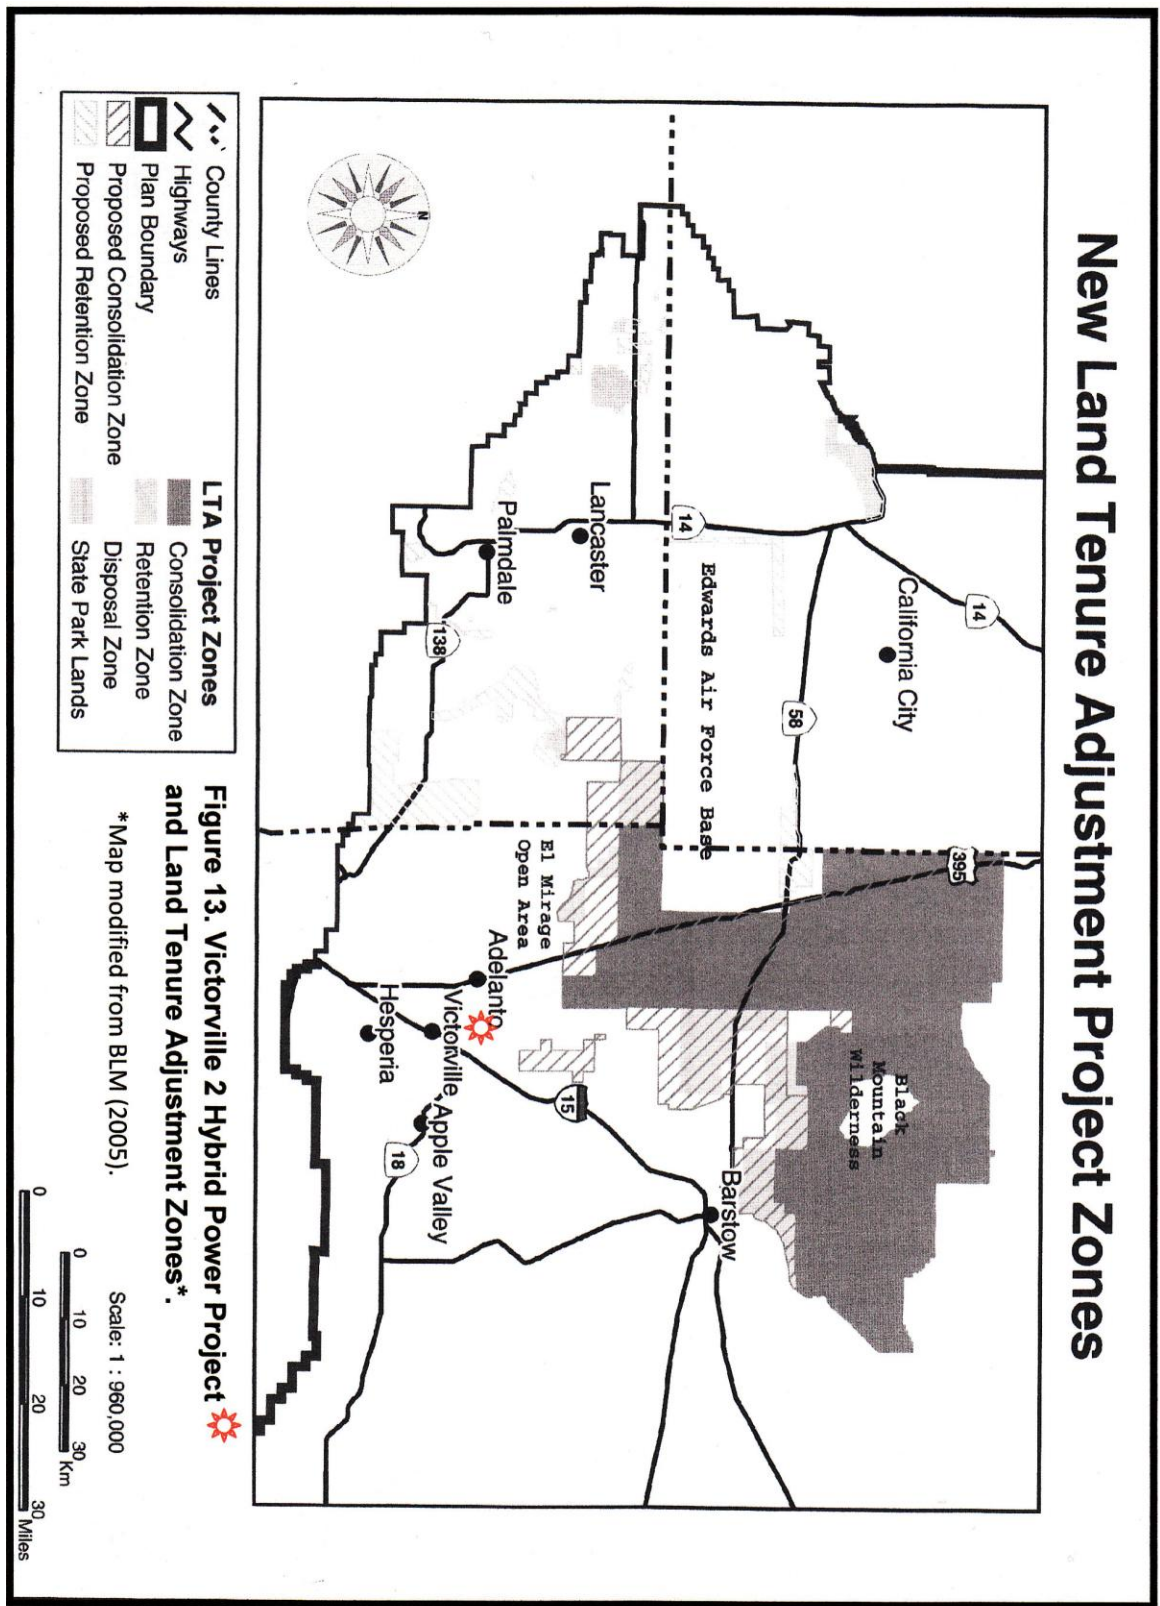 New Land Tenure Adjustment Project Zones
14
395
California City
58
Black
Mountain
Wilderness
Edwards Air Force Base
14
Barstow
Lancaster
15
El Mirage
Open Area
Palmdale
Adelanto
138
Victorville
Apple Valley
18
Hesperia
N
County Lines
Highways
Plan Boundary
Proposed Consolidation Zone
Proposed Retention Zone
LTA Project Zones
Consolidation Zone
Retention Zone
Disposal Zone
State Park Lands
Figure 13. Victorville 2 Hybrid Power Project
and Land Tenure Adjustment Zones*.
*Map modified from BLM (2005).
Scale: 1 : 960,000
0 10 20 30 Km
0 10 20 30 Miles